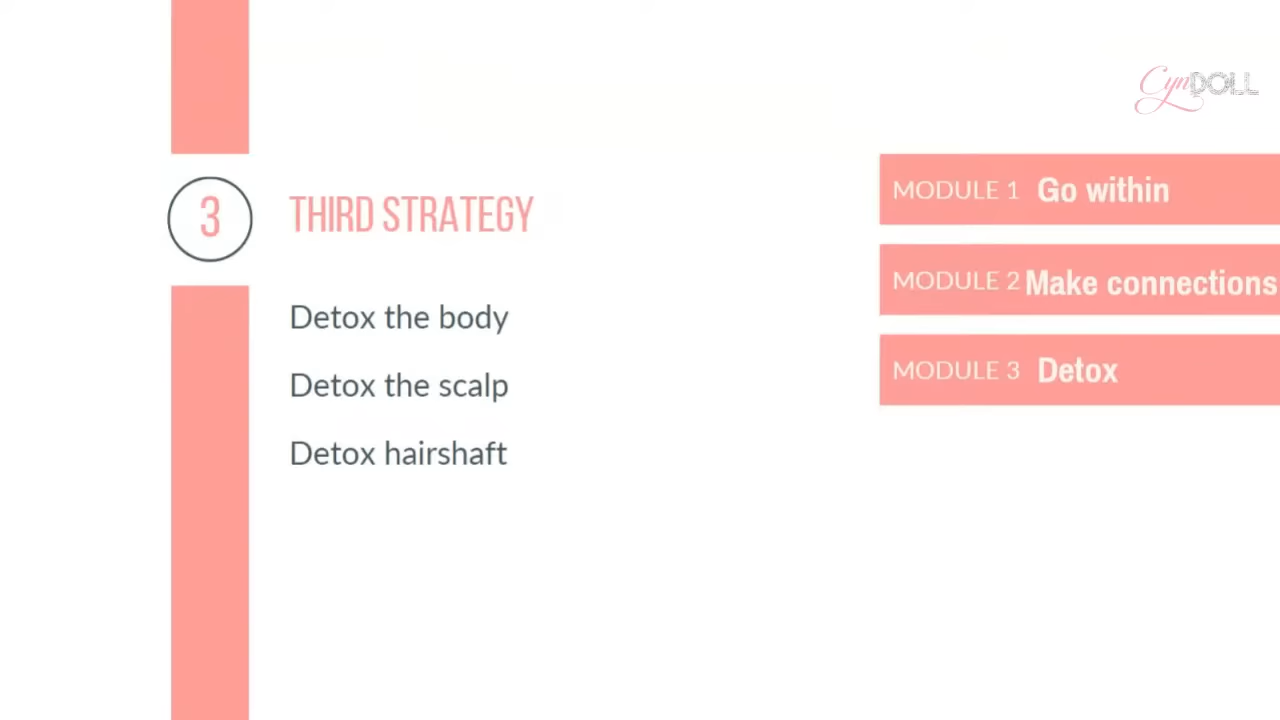 CynDOLL
3
THIRD STRATEGY
Detox the body
Detox the scalp
Detox hairshaft
MODULE 1 Go within
MODULE 2 Make connections
MODULE 3 Detox